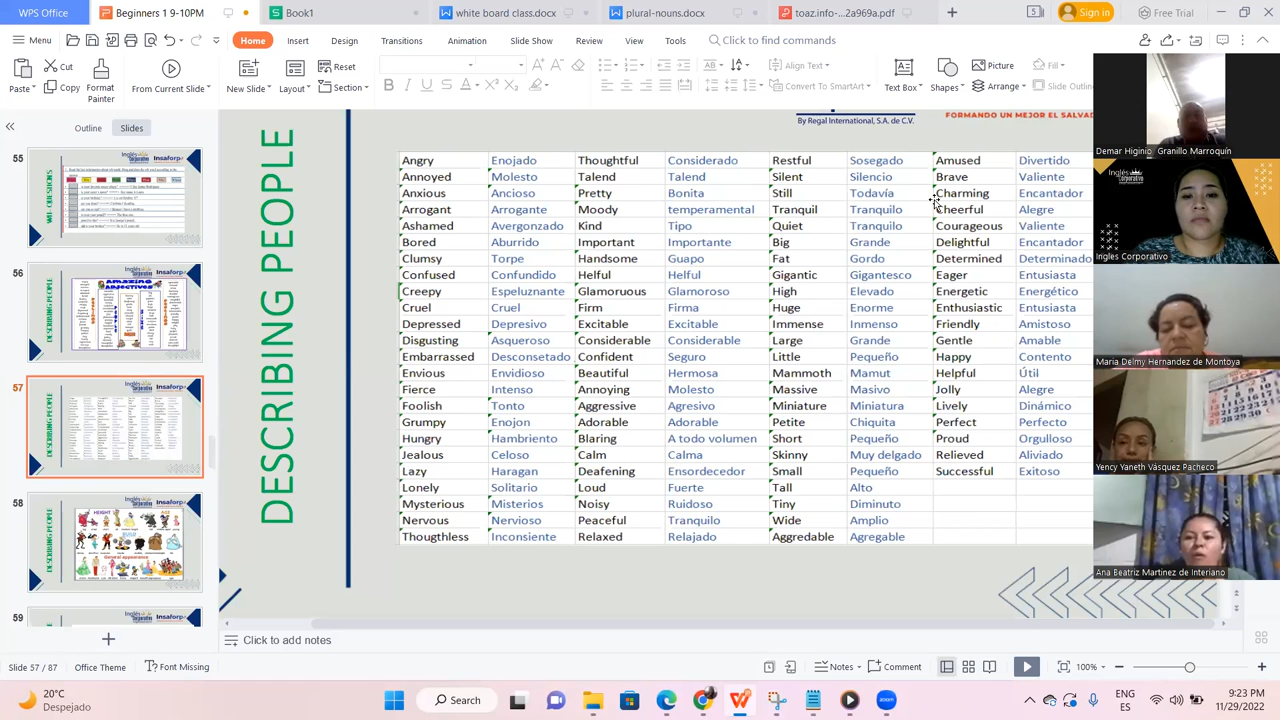 WPS Office
Beginners 1 9-10PM
Book1
white board class.docx
plural-nouns.docx
toaz.info-...2a969a.pdf
Sign in
Menu
Home
Insert
Design
Transitions
Animation
Slide Show
Review
View
Tools
Click to find commands
Free Trial
Paste
Cut
Copy
Format Painter
From Current Slide
New Slide
Layout
Reset
Section
Align Text
Convert To SmartArt
Text Box
Shapes
Picture
Arrange
Fill
Outline
Slides
55
56
57
58
59
DESCRIBING PEOPLE
By Regal International, S.A. de C.V.
FORMANDO UN MEJOR EL SALVAD
Angry Enojado Thoughtful Considerado Restful Sosegado Amused Divertido
Annoyed Molesto Talend Talend Silent Silencio Brave Valiente
Anxious Ancioso Pretty Bonita Still Todavía Charming Encantador
Arrogant Arrogante Moody temperamental Tranquil Tranquilo Cheerful Alegre
Ashamed Avergonzado Kind Tipo Quiet Tranquilo Courageous Valiente
Bored Aburrido Important Importante Big Grande Delightful Encantador
Clumsy Torpe Handsome Guapo Fat Gordo Determined Determinado
Confused Confundido Helful Helful Gigantic Gigantesco Eager Entusiasta
Creepy Espeluznante Glamoruous Glamoroso High Elevado Energetic Energético
Cruel Cruel Firm Firma Huge Enorme Enthusiastic Entusiasta
Depressed Depresivo Excitable Excitable Immense Inmenso Friendly Amistoso
Disgusting Asqueroso Considerable Considerable Large Grande Gentle Amable
Embarrassed Desconsetado Confident Seguro Little Pequeño Happy Contento
Envious Envidioso Beautiful Hermosa Mammoth Mamut Helpful Útil
Fierce Intenso Annoying Molesto Massive Masivo Jolly Alegre
Foolish Tonto Aggressive Agresivo Miniature Miniatura Lively Dinámico
Grumpy Enojon Adorable Adorable Petite Chiquita Perfect Perfecto
Hungry Hambriento Blaring A todo volumen Short Pequeño Proud Orgulloso
Jealous Celoso Calm Calma Skinny Muy delgado Relieved Aliviado
Lazy Haragan Deafening Ensordecedor Small Pequeño Successful Exitoso
Lonely Solitario Loud Fuerte Tall Alto
Mysterious Misterios Noisy Ruidoso Tiny Diminuto
Nervous Nervioso Peaceful Tranquilo Wide Amplio
Thougthless Inconsiente Relaxed Relajado Aggredable Agregable
Demar Higinio Granillo Marroquín
Ingles Corporativo
Maria Delmy Hernandez de Montoya
Yency Yaneth Vásquez Pacheco
Ana Beatriz Martinez de Interiano
Click to add notes
Slide 57 / 87
Office Theme
Font Missing
Notes
Comment
100%
20°C
Despejado
Search
ENG
ES
9:23 PM
11/29/2022